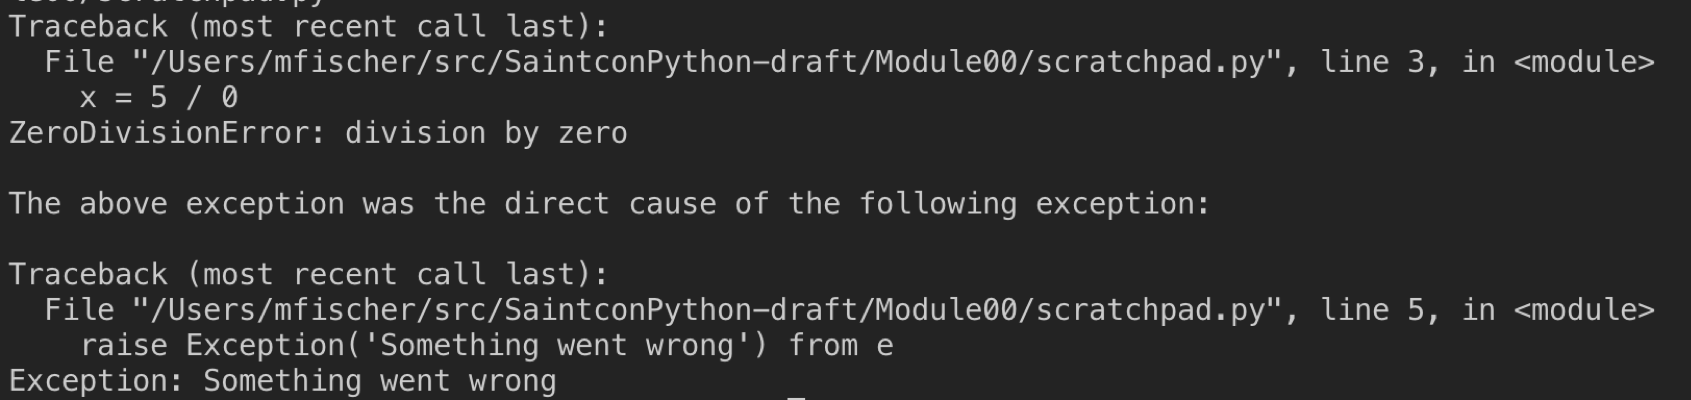 Traceback (most recent call last):
  File "/Users/mfischer/src/SaintconPython-draft/Module00/scratchpad.py", line 3, in <module>
    x = 5 / 0
ZeroDivisionError: division by zero

The above exception was the direct cause of the following exception:

Traceback (most recent call last):
  File "/Users/mfischer/src/SaintconPython-draft/Module00/scratchpad.py", line 5, in <module>
    raise Exception('Something went wrong') from e
Exception: Something went wrong